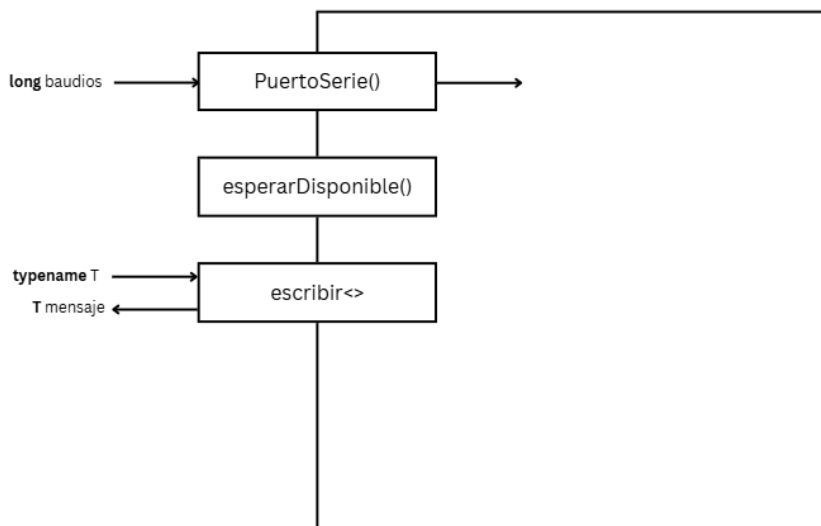 long baudios
PuertoSerie()
esperarDisponible()
typename T
T mensaje
escribir<>